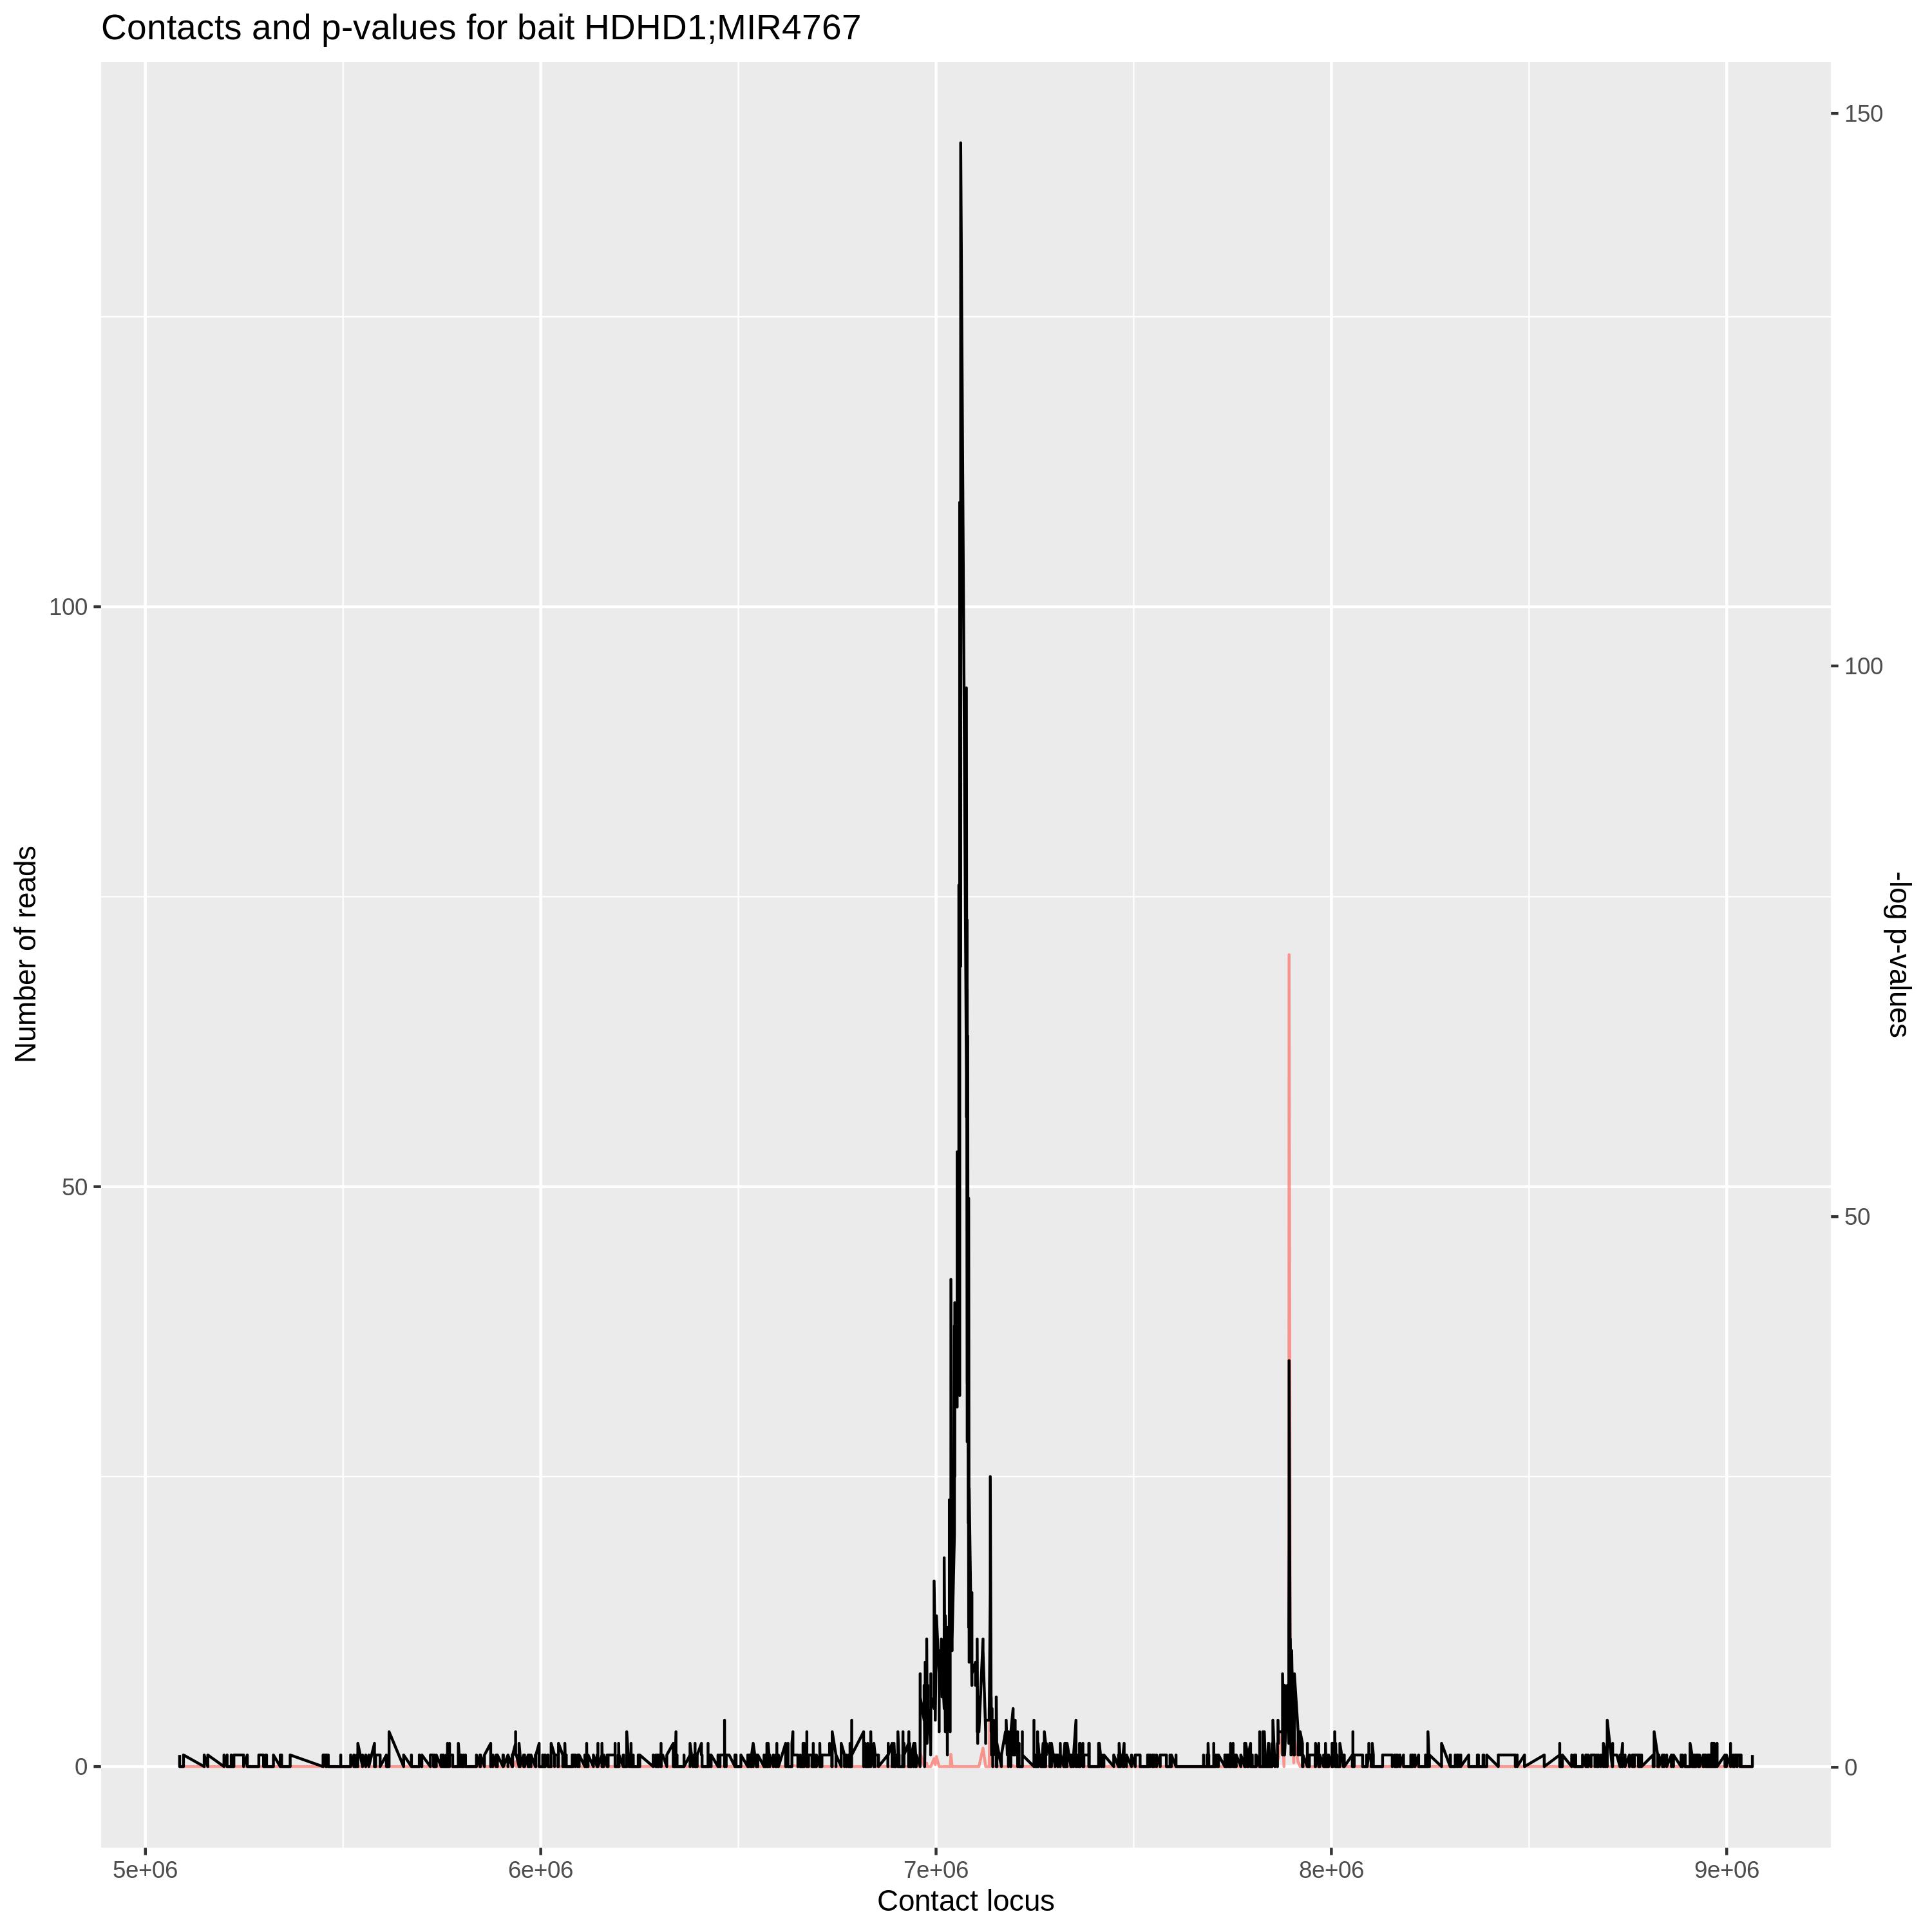 Contacts and p-values for bait HDHD1;MIR4767
150
100
100
50
50
0
0
Number of reads
-log p-values
5e+06 6e+06 7e+06 8e+06 9e+06
Contact locus